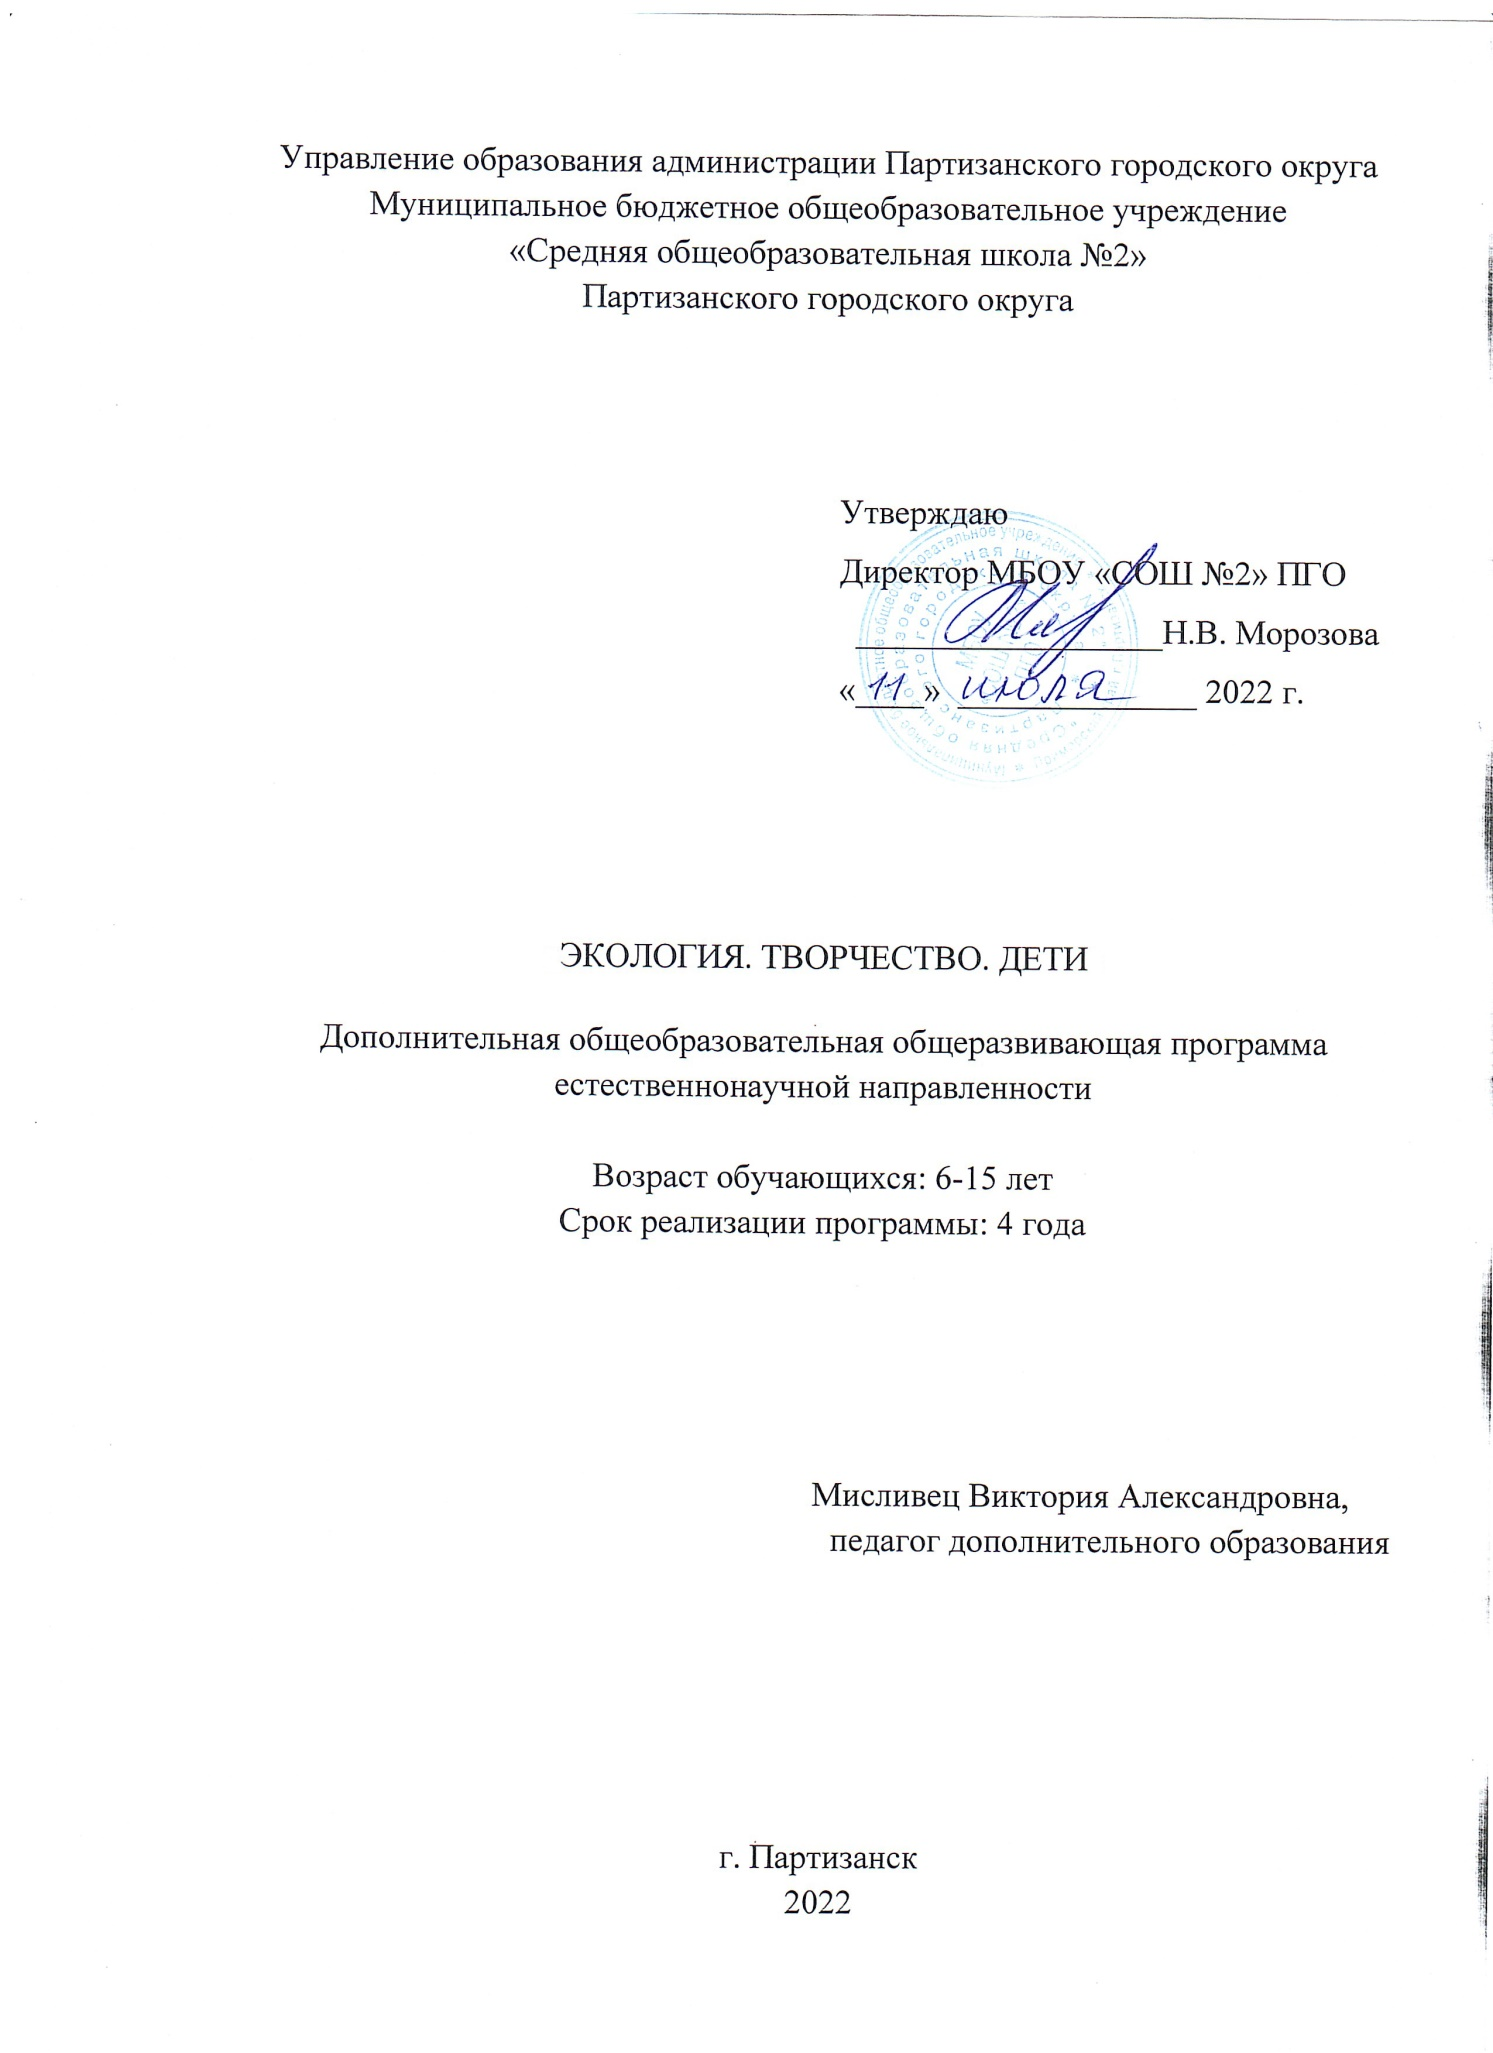 Управление образования администрации Партизанского городского округа
Муниципальное бюджетное общеобразовательное учреждение
«Средняя общеобразовательная школа №2»
Партизанского городского округа
Утверждаю
Директор МБОУ «СОШ №2» ПГО
Н.В. Морозова
«11» июля 2022 г.
ЭКОЛОГИЯ. ТВОРЧЕСТВО. ДЕТИ
Дополнительная общеобразовательная общеразвивающая программа
естественнонаучной направленности
Возраст обучающихся: 6-15 лет
Срок реализации программы: 4 года
Мисливец Виктория Александровна,
педагог дополнительного образования
г. Партизанск
2022